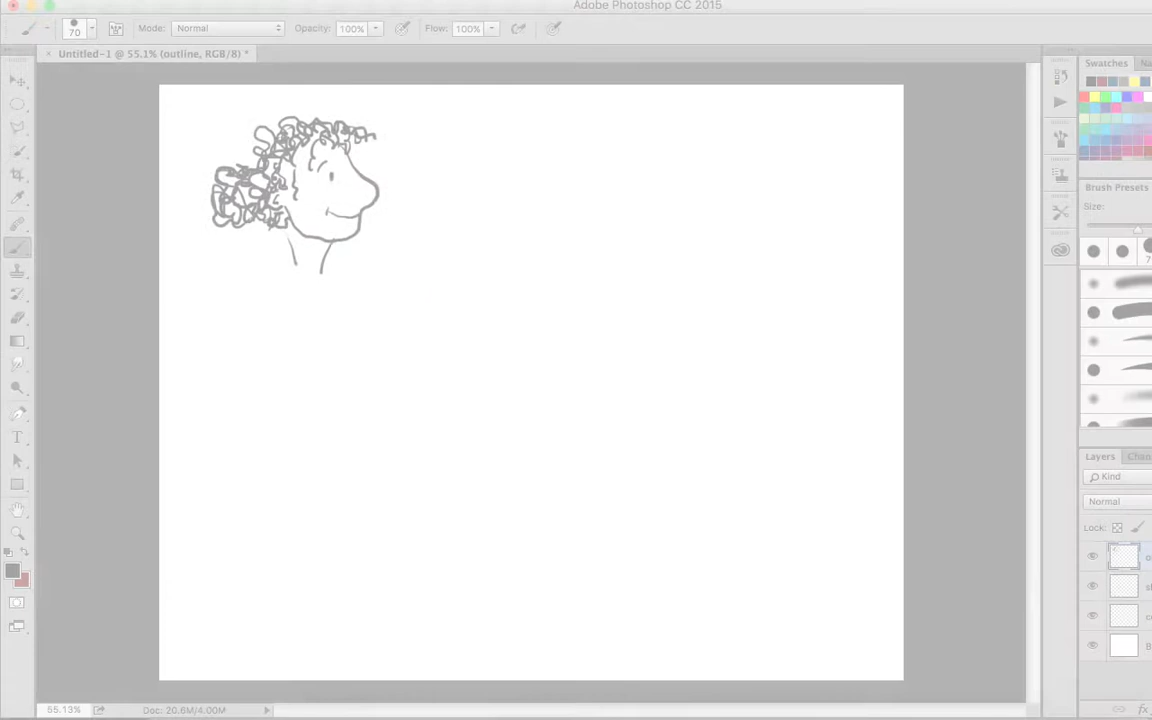 Adobe Photoshop CC 2015
70
Mode: Normal
Opacity: 100%
Flow: 100%
× Untitled-1 @ 55.1% (outline, RGB/8) *
Swatches
Brush Presets
Size:
Layers
Kind
Normal
Lock:
fx
55.13%
Doc: 20.6M/4.00M